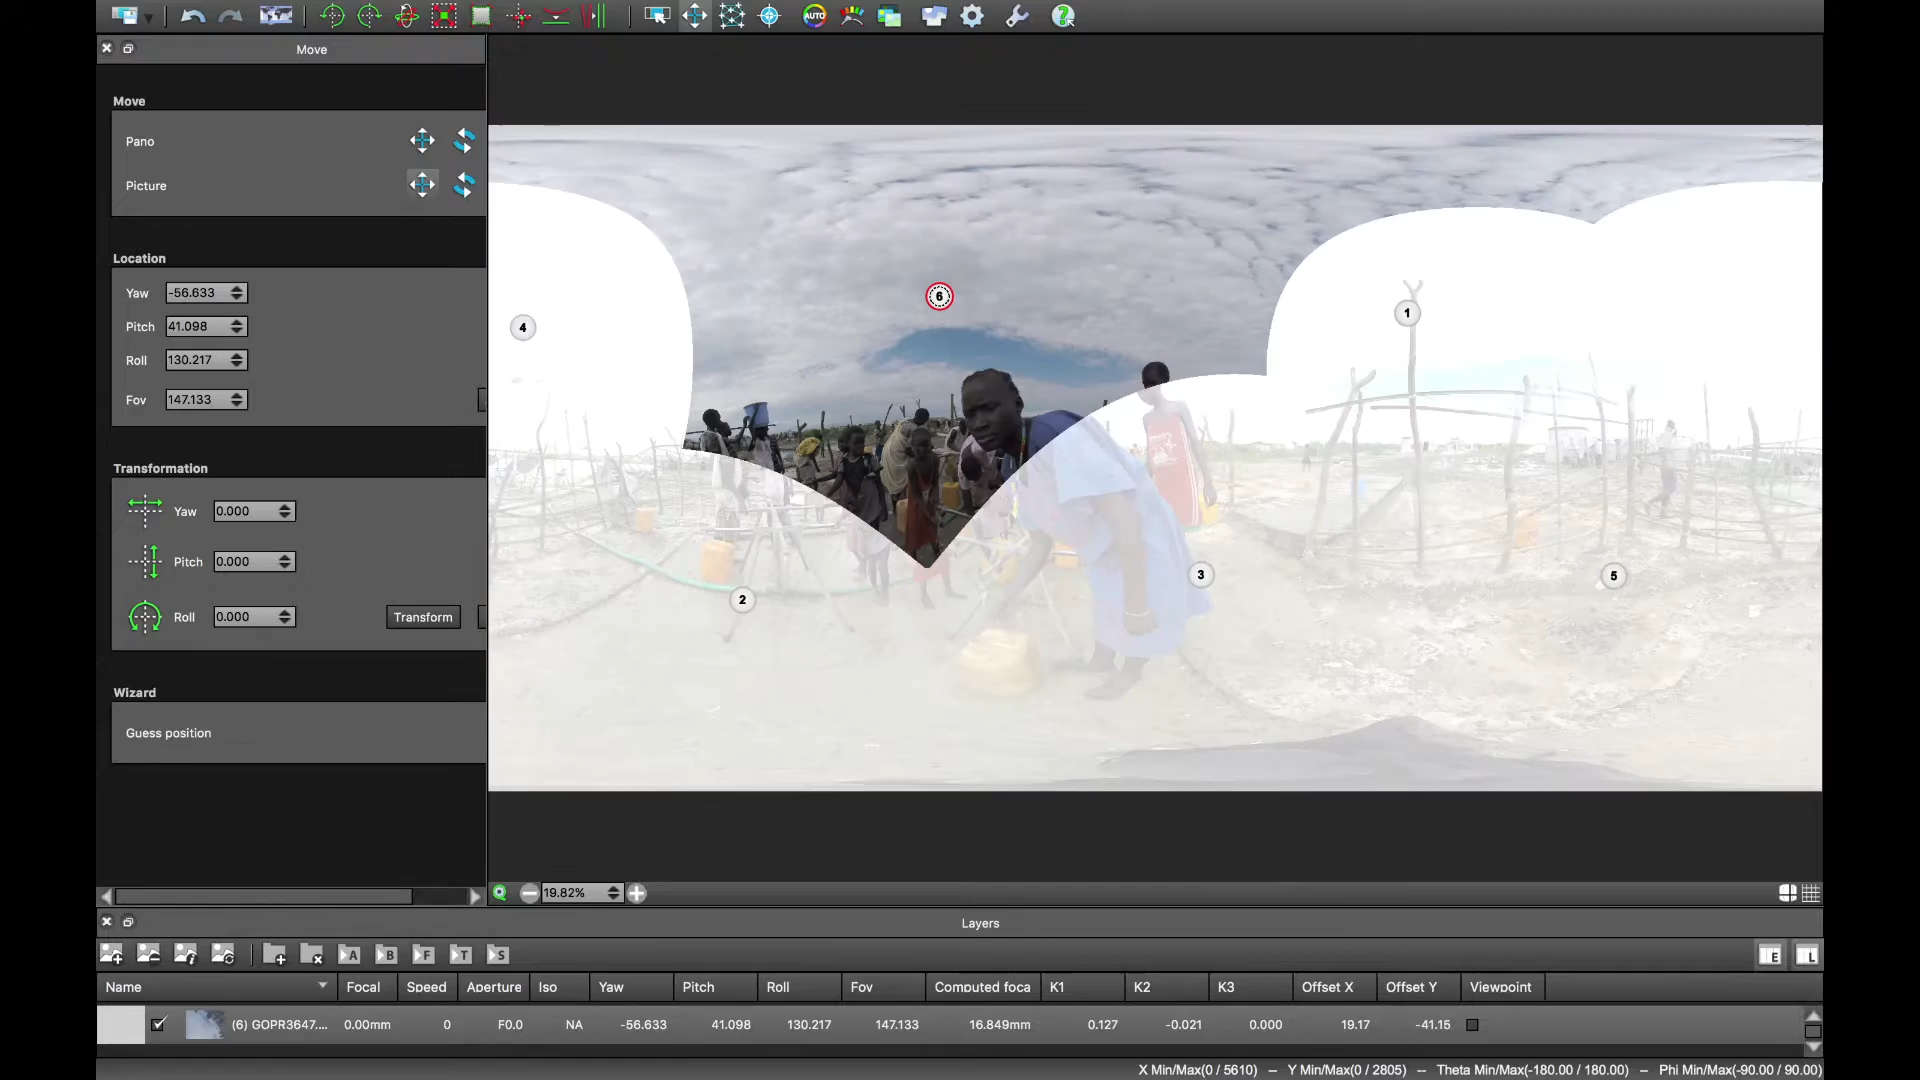 AUTO
Move
Move
Pano
Picture
Location
Yaw -56.633
Pitch 41.098
Roll 130.217
Fov 147.133
Transformation
Yaw 0.000
Pitch 0.000
Roll 0.000 Transform
Wizard
Guess position
6
4
1
2
3
5
19.82%
Layers
A B F T S E L
Name Focal Speed Aperture Iso Yaw Pitch Roll Fov Computed foca K1 K2 K3 Offset X Offset Y Viewpoint
(6) GOPR3647.... 0.00mm 0 F0.0 NA -56.633 41.098 130.217 147.133 16.849mm 0.127 -0.021 0.000 19.17 -41.15
X Min/Max(0 / 5610) -- Y Min/Max(0 / 2805) -- Theta Min/Max(-180.00 / 180.00) -- Phi Min/Max(-90.00 / 90.00)